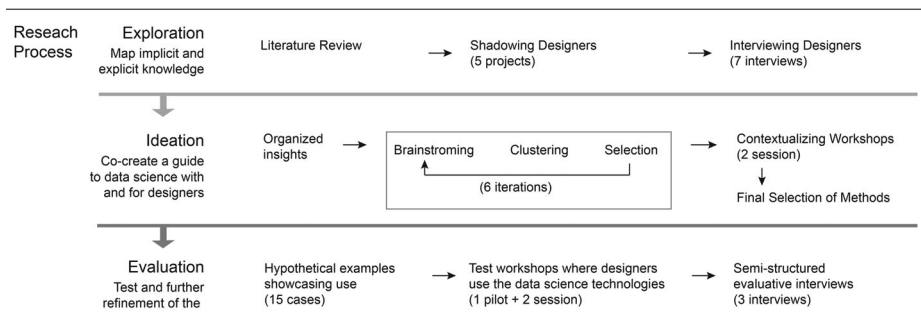 Reseach
Process
Exploration
Map implicit and
explicit knowledge
Literature Review
Shadowing Designers
(5 projects)
Interviewing Designers
(7 interviews)
Ideation
Co-create a guide
to data science with
and for designers
Organized
insights
Brainstroming
Clustering
Selection
(6 iterations)
Contextualizing Workshops
(2 session)
Final Selection of Methods
Evaluation
Test and further
refinement of the
Hypothetical examples
showcasing use
(15 cases)
Test workshops where designers
use the data science technologies
(1 pilot + 2 session)
Semi-structured
evaluative interviews
(3 interviews)